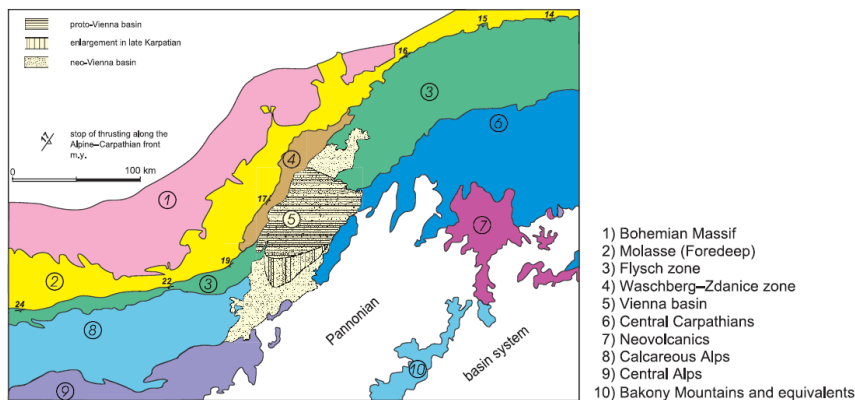 proto-Vienna basin
enlargement in late Karpatian
neo-Vienna basin
stop of thrusting along the
Alpine–Carpathian front
m.y.
0 100 km
14
15
16
3
6
4
1
17
5
7
19
3
2
22
24
8
Pannonian
basin system
9
10
1) Bohemian Massif
2) Molasse (Foredeep)
3) Flysch zone
4) Waschberg–Zdanice zone
5) Vienna basin
6) Central Carpathians
7) Neovolcanics
8) Calcareous Alps
9) Central Alps
10) Bakony Mountains and equivalents